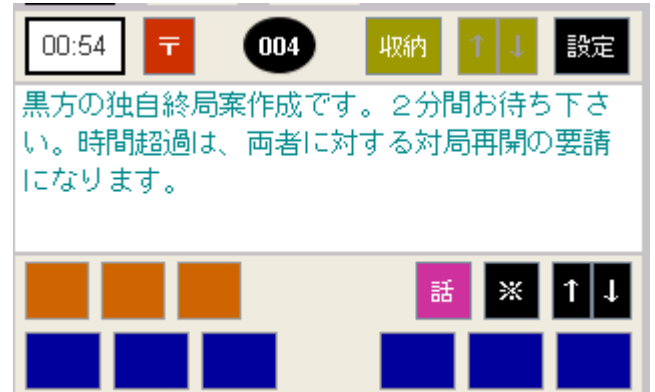 00:54 〒 004 収納 ↑ ↓ 設定
黒方の独自終局案作成です。２分間お待ち下さ
い。時間超過は、両者に対する対局再開の要請
になります。
話 ※ ↑ ↓